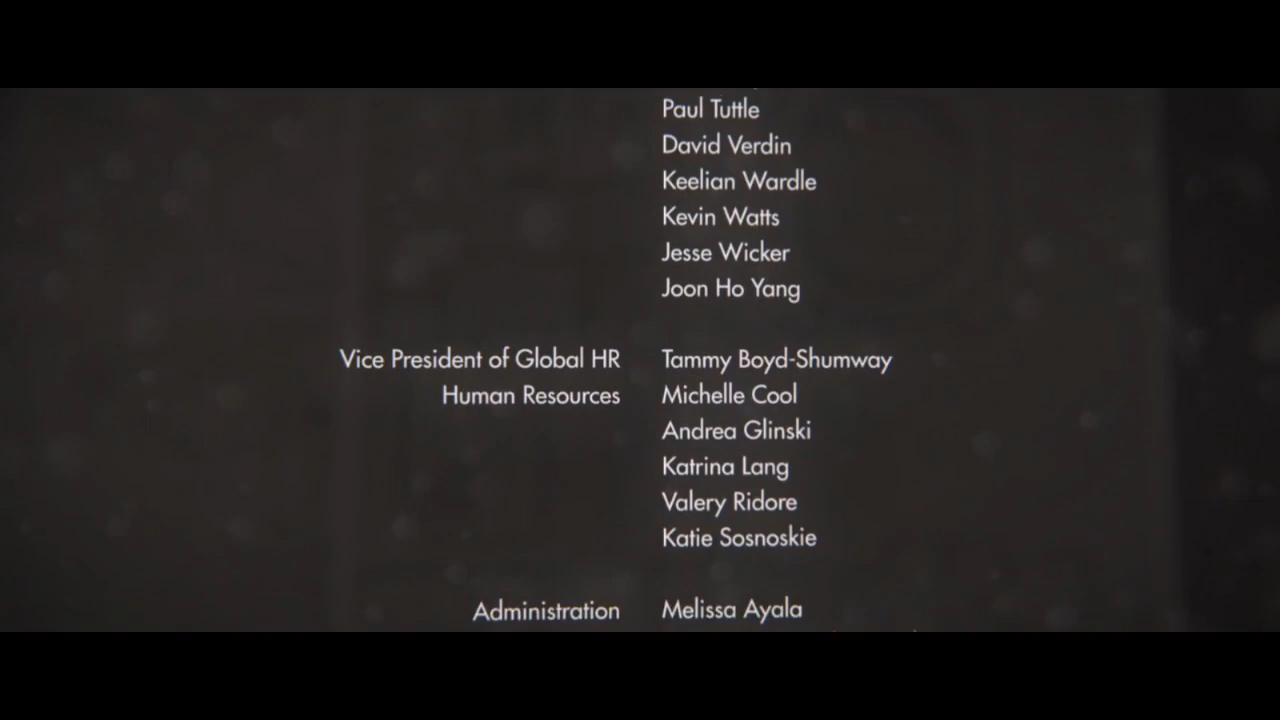 Paul Tuttle
David Verdin
Keelian Wardle
Kevin Watts
Jesse Wicker
Joon Ho Yang
Vice President of Global HR Tammy Boyd-Shumway
Human Resources Michelle Cool
Andrea Glinski
Katrina Lang
Valery Ridore
Katie Sosnoskie
Administration Melissa Ayala